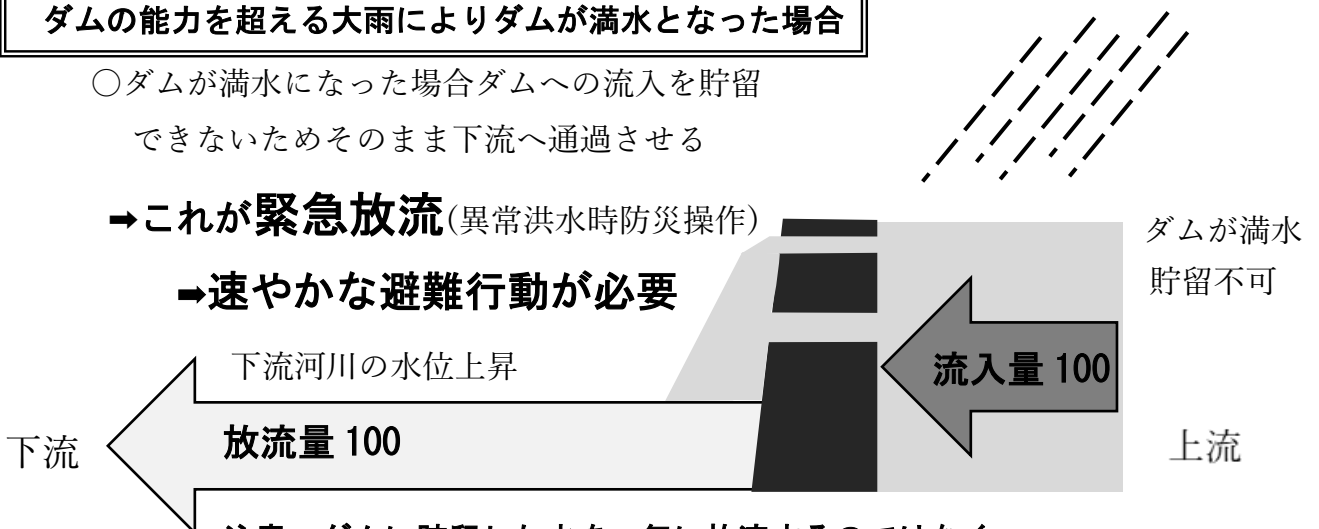 ダムの能力を超える大雨によりダムが満水となった場合
○ダムが満水になった場合ダムへの流入を貯留
できないためそのまま下流へ通過させる
➡これが緊急放流(異常洪水時防災操作)
➡速やかな避難行動が必要
ダムが満水
貯留不可
下流河川の水位上昇
流入量 100
放流量 100
下流
上流